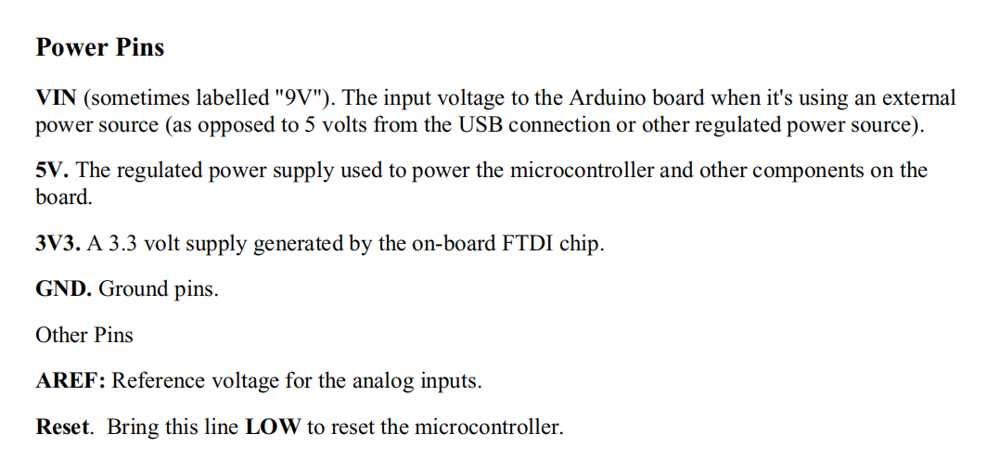 Power Pins
VIN (sometimes labelled "9V"). The input voltage to the Arduino board when it's using an external
power source (as opposed to 5 volts from the USB connection or other regulated power source).
5V. The regulated power supply used to power the microcontroller and other components on the
board.
3V3. A 3.3 volt supply generated by the on-board FTDI chip.
GND. Ground pins.
Other Pins
AREF: Reference voltage for the analog inputs.
Reset.  Bring this line LOW to reset the microcontroller.